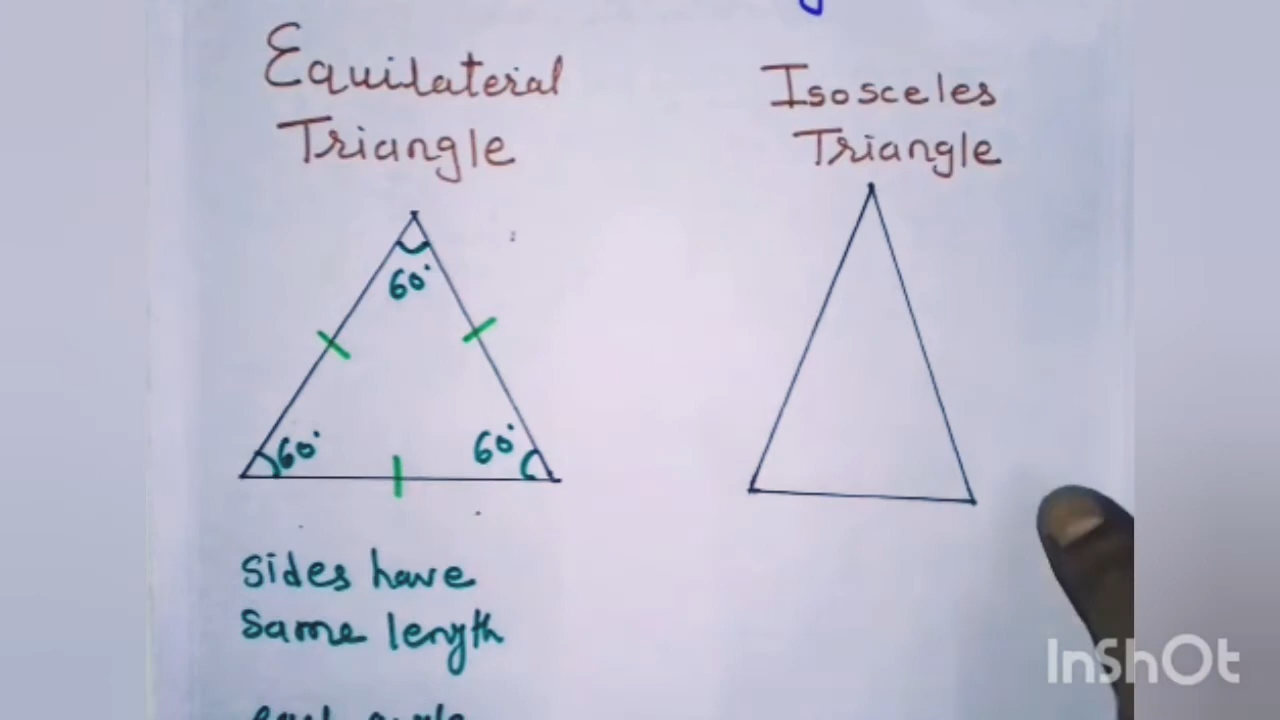 Equilateral
Triangle
Isosceles
Triangle
60°
60°
60°
Sides have
Same length
InShOt